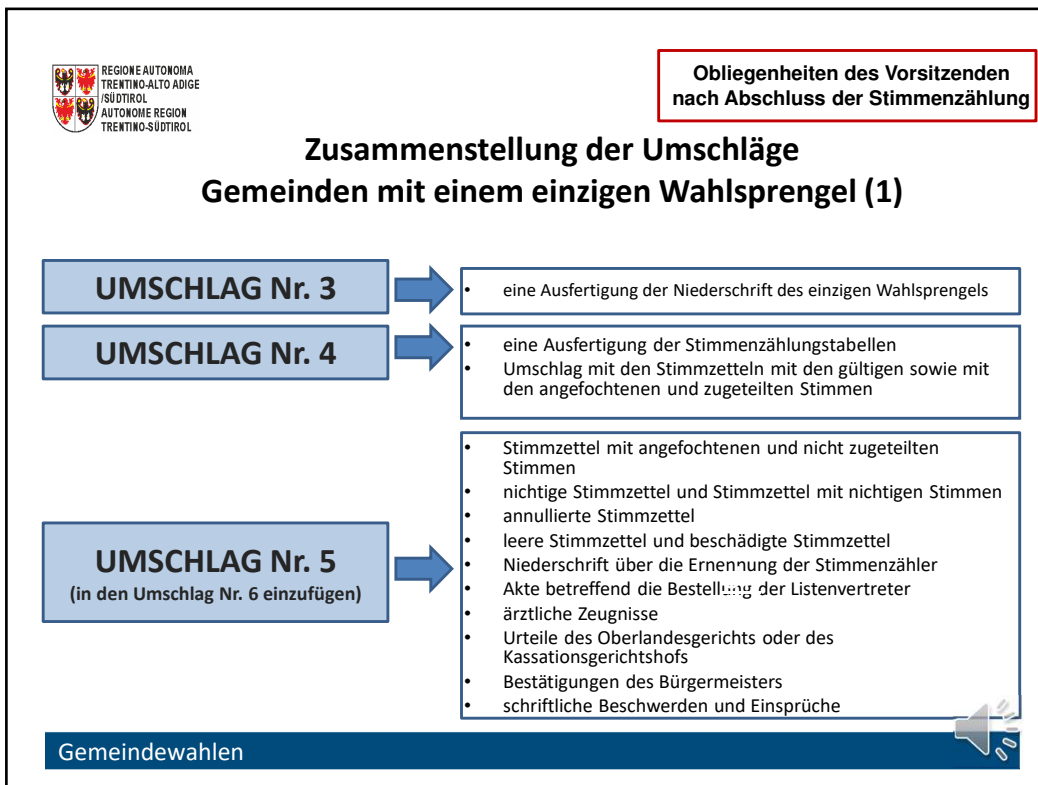 REGIONE AUTONOMA
TRENTINO-ALTO ADIGE
/SÜDTIROL
AUTONOME REGION
TRENTINO-SÜDTIROL
Obliegenheiten des Vorsitzenden
nach Abschluss der Stimmenzählung
Zusammenstellung der Umschläge
Gemeinden mit einem einzigen Wahlsprengel (1)
UMSCHLAG Nr. 3
• eine Ausfertigung der Niederschrift des einzigen Wahlsprengels
UMSCHLAG Nr. 4
• eine Ausfertigung der Stimmenzählungstabellen
• Umschlag mit den Stimmzetteln mit den gültigen sowie mit
den angefochtenen und zugeteilten Stimmen
UMSCHLAG Nr. 5
(in den Umschlag Nr. 6 einzufügen)
• Stimmzettel mit angefochtenen und nicht zugeteilten
Stimmen
• nichtige Stimmzettel und Stimmzettel mit nichtigen Stimmen
• annullierte Stimmzettel
• leere Stimmzettel und beschädigte Stimmzettel
• Niederschrift über die Ernennung der Stimmenzähler
• Akte betreffend die Bestellung der Listenvertreter
• ärztliche Zeugnisse
• Urteile des Oberlandesgerichts oder des
Kassationsgerichtshofs
• Bestätigungen des Bürgermeisters
• schriftliche Beschwerden und Einsprüche
Gemeindewahlen